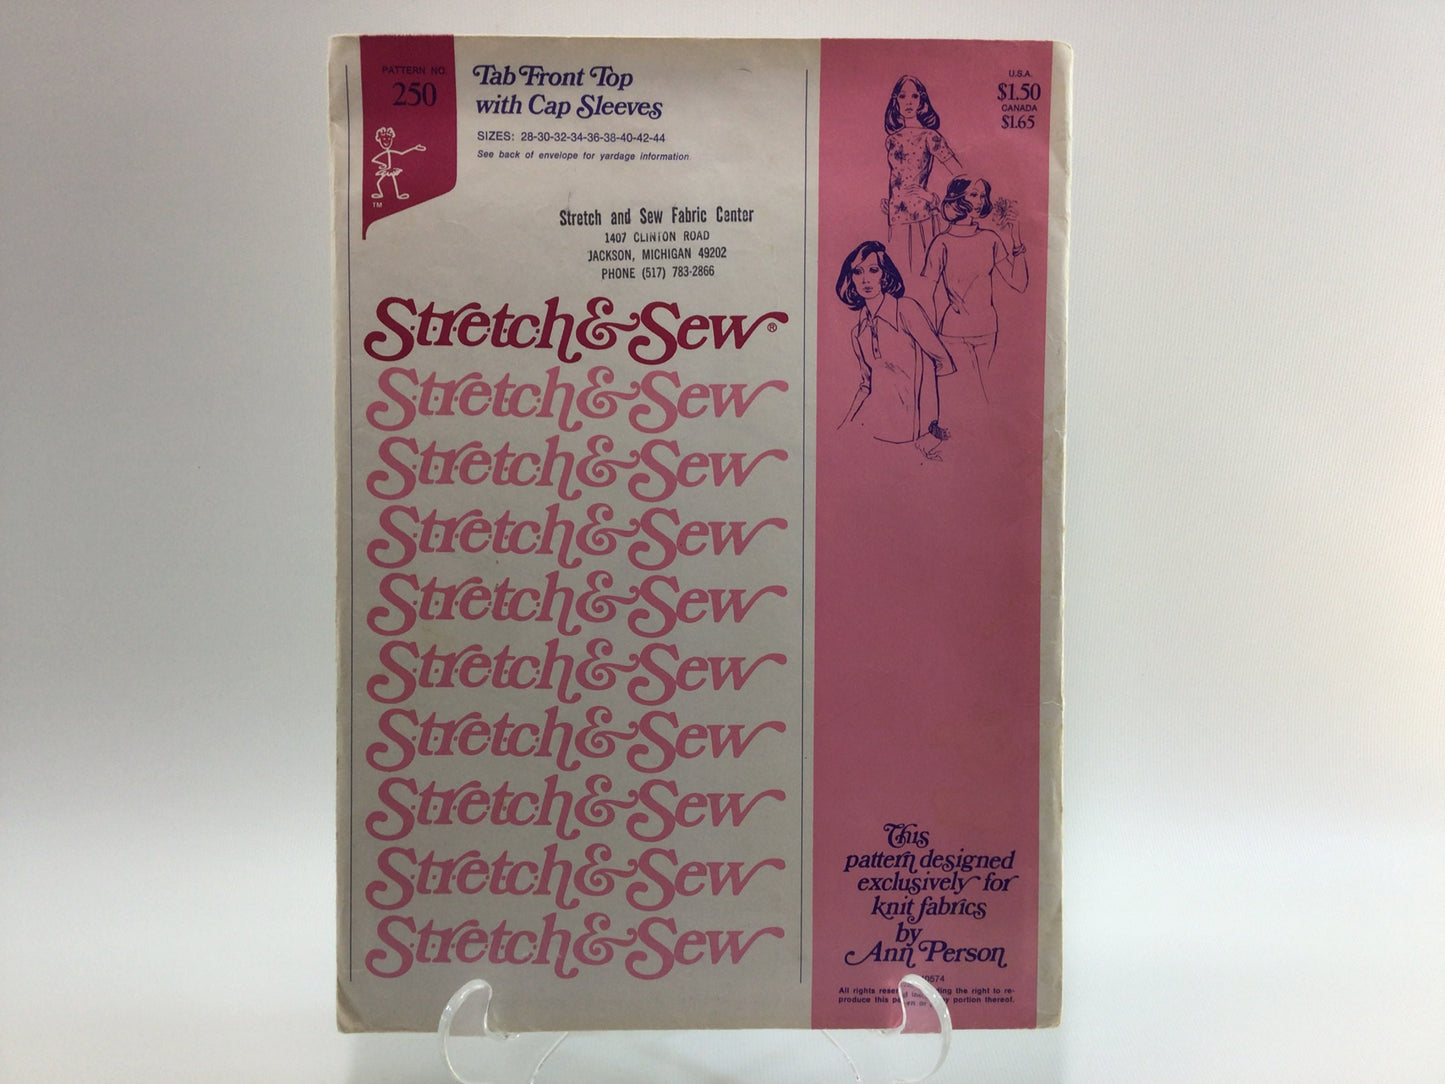 PATTERN NO.
250
TM
Tab Front Top
with Cap Sleeves
SIZES: 28-30-32-34-36-38-40-42-44
See back of envelope for yardage information.
U.S.A.
$1.50
CANADA
$1.65
Stretch and Sew Fabric Center
1407 CLINTON ROAD
JACKSON, MICHIGAN 49202
PHONE (517) 783-2866
Stretch & Sew®
Stretch & Sew
Stretch & Sew
Stretch & Sew
Stretch & Sew
Stretch & Sew
Stretch & Sew
Stretch & Sew
Stretch & Sew
Stretch & Sew
This
pattern designed
exclusively for
knit fabrics
by
Ann Person
All rights the right to re-
produce this or portion thereof.